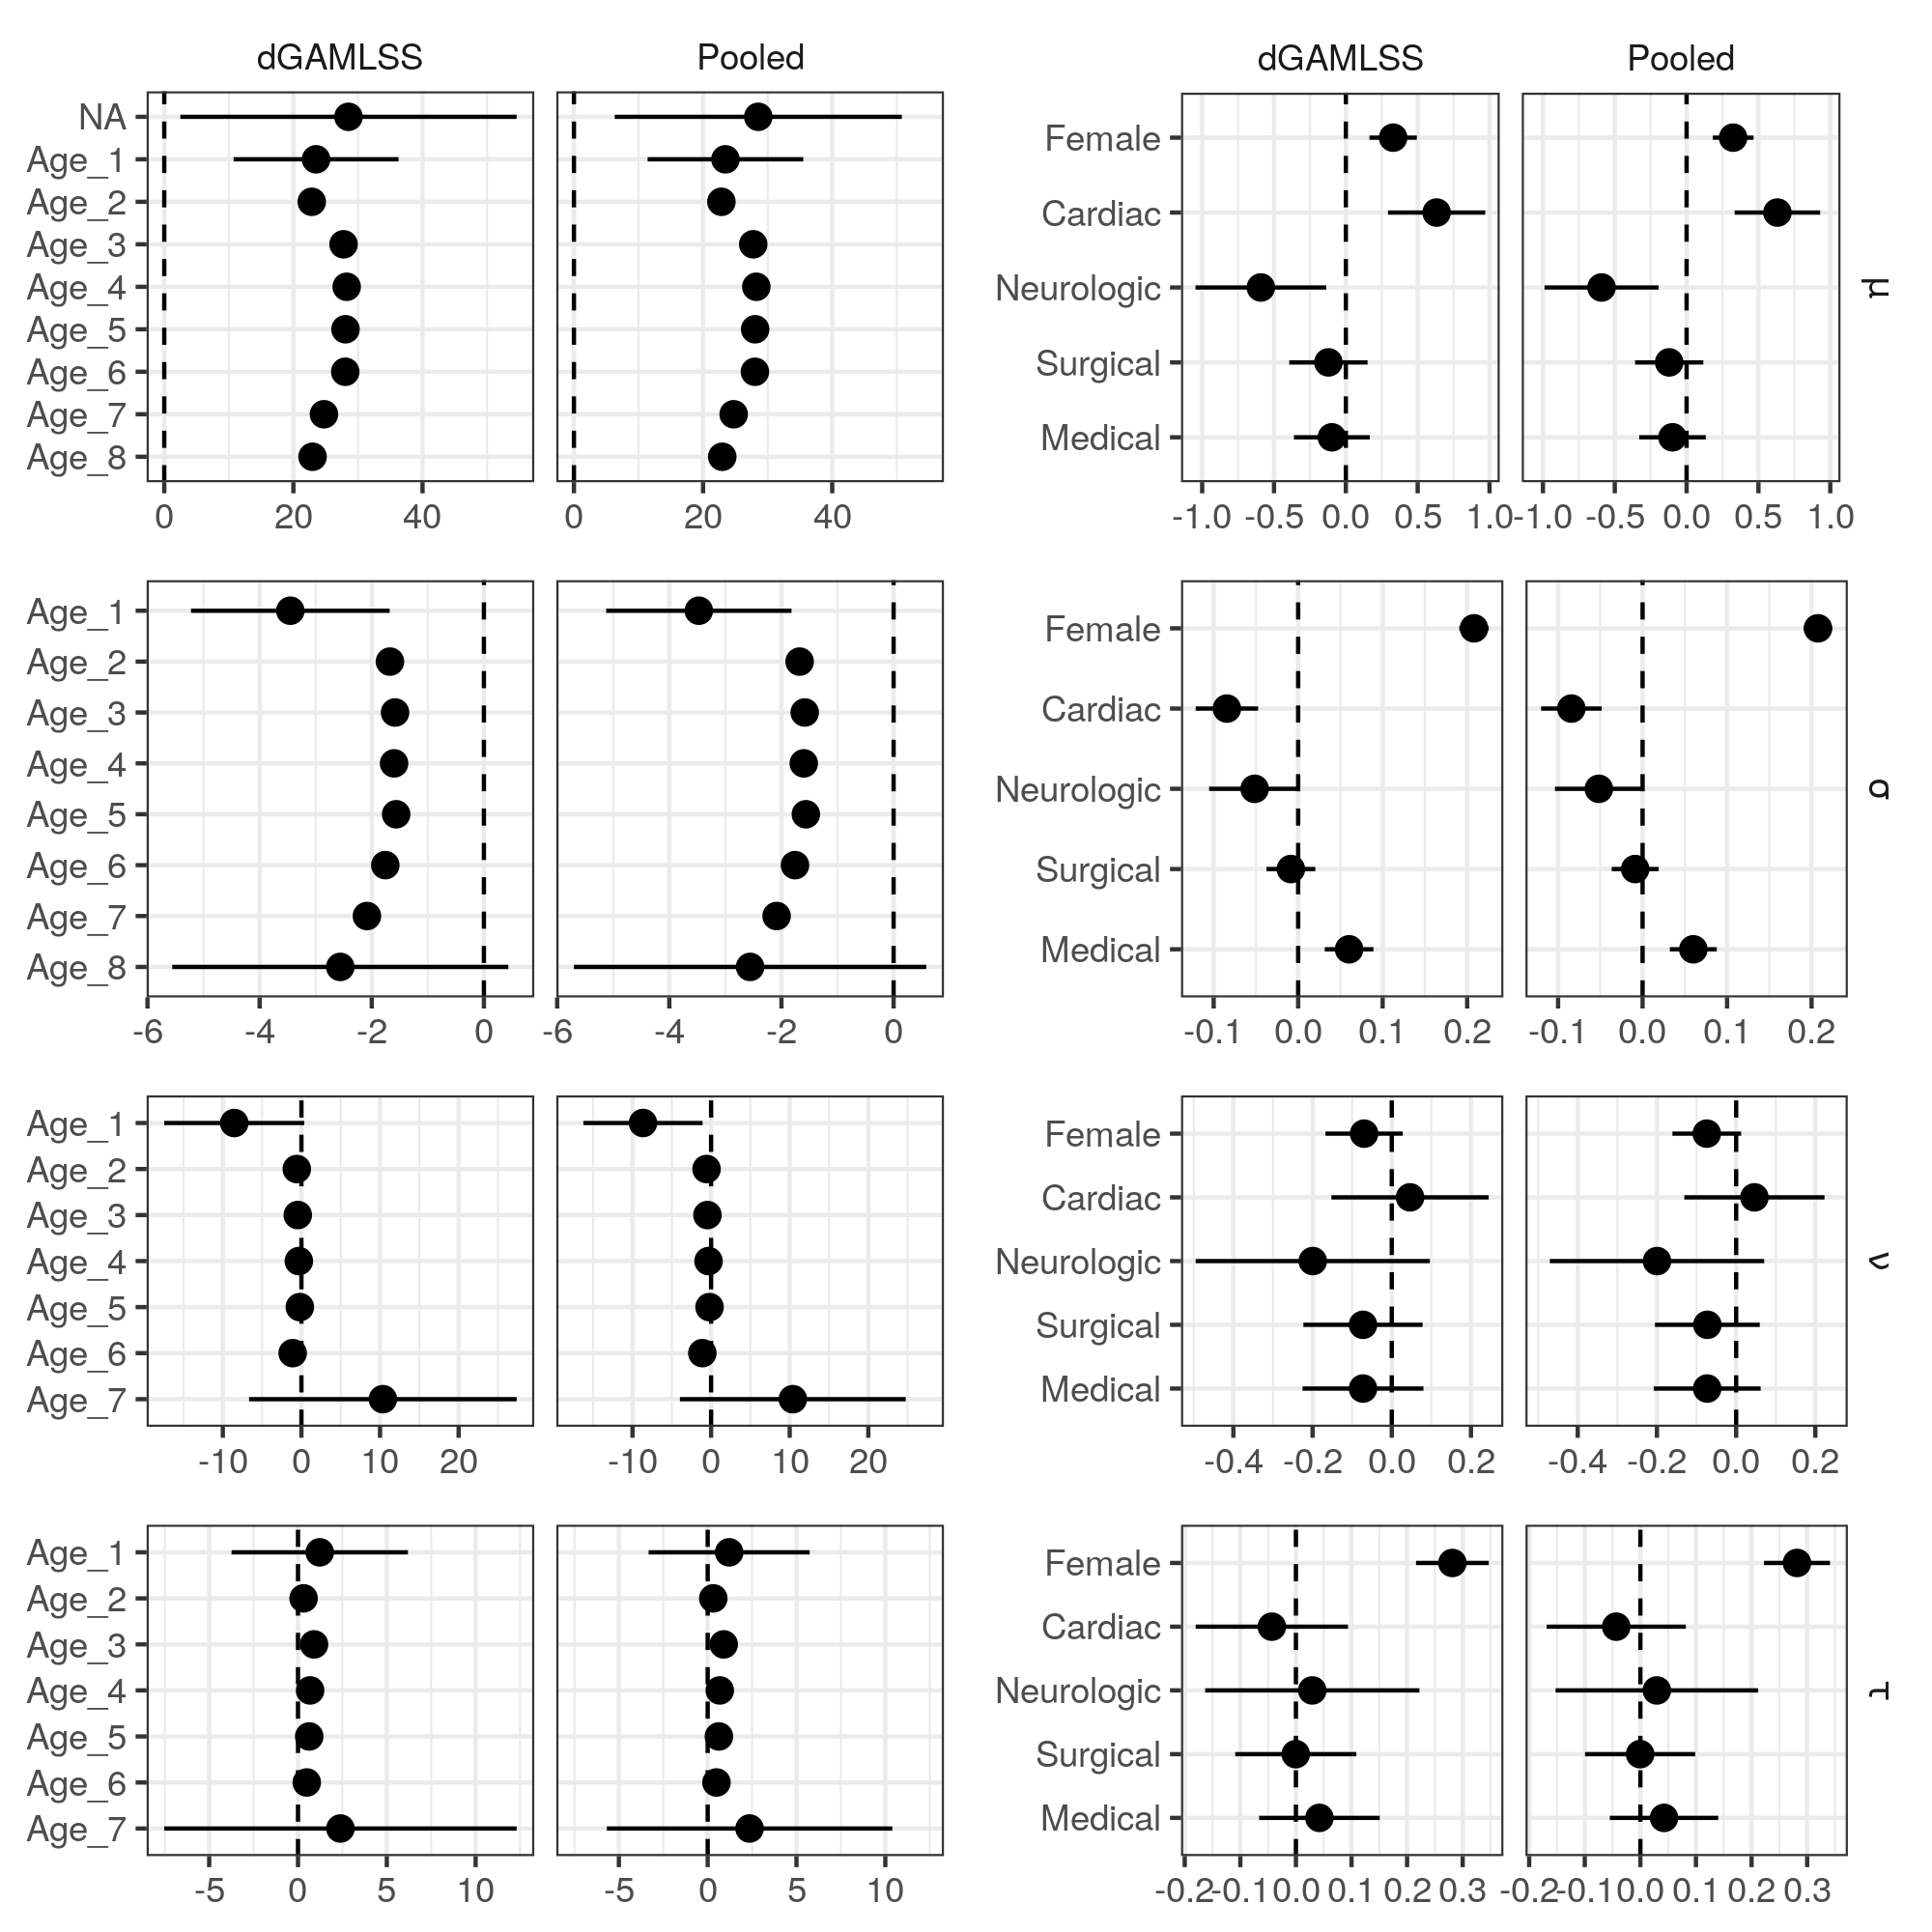 dGAMLSS Pooled
NA
Age_1
Age_2
Age_3
Age_4
Age_5
Age_6
Age_7
Age_8
0 20 40 0 20 40
dGAMLSS Pooled
Female
Cardiac
Neurologic
Surgical
Medical
-1.0 -0.5 0.0 0.5 1.0 -1.0 -0.5 0.0 0.5 1.0
μ
Age_1
Age_2
Age_3
Age_4
Age_5
Age_6
Age_7
Age_8
-6 -4 -2 0 -6 -4 -2 0
Female
Cardiac
Neurologic
Surgical
Medical
-0.1 0.0 0.1 0.2 -0.1 0.0 0.1 0.2
σ
Age_1
Age_2
Age_3
Age_4
Age_5
Age_6
Age_7
-10 0 10 20 -10 0 10 20
Female
Cardiac
Neurologic
Surgical
Medical
-0.4 -0.2 0.0 0.2 -0.4 -0.2 0.0 0.2
ν
Age_1
Age_2
Age_3
Age_4
Age_5
Age_6
Age_7
-5 0 5 10 -5 0 5 10
Female
Cardiac
Neurologic
Surgical
Medical
-0.2 -0.1 0.0 0.1 0.2 0.3 -0.2 -0.1 0.0 0.1 0.2 0.3
τ